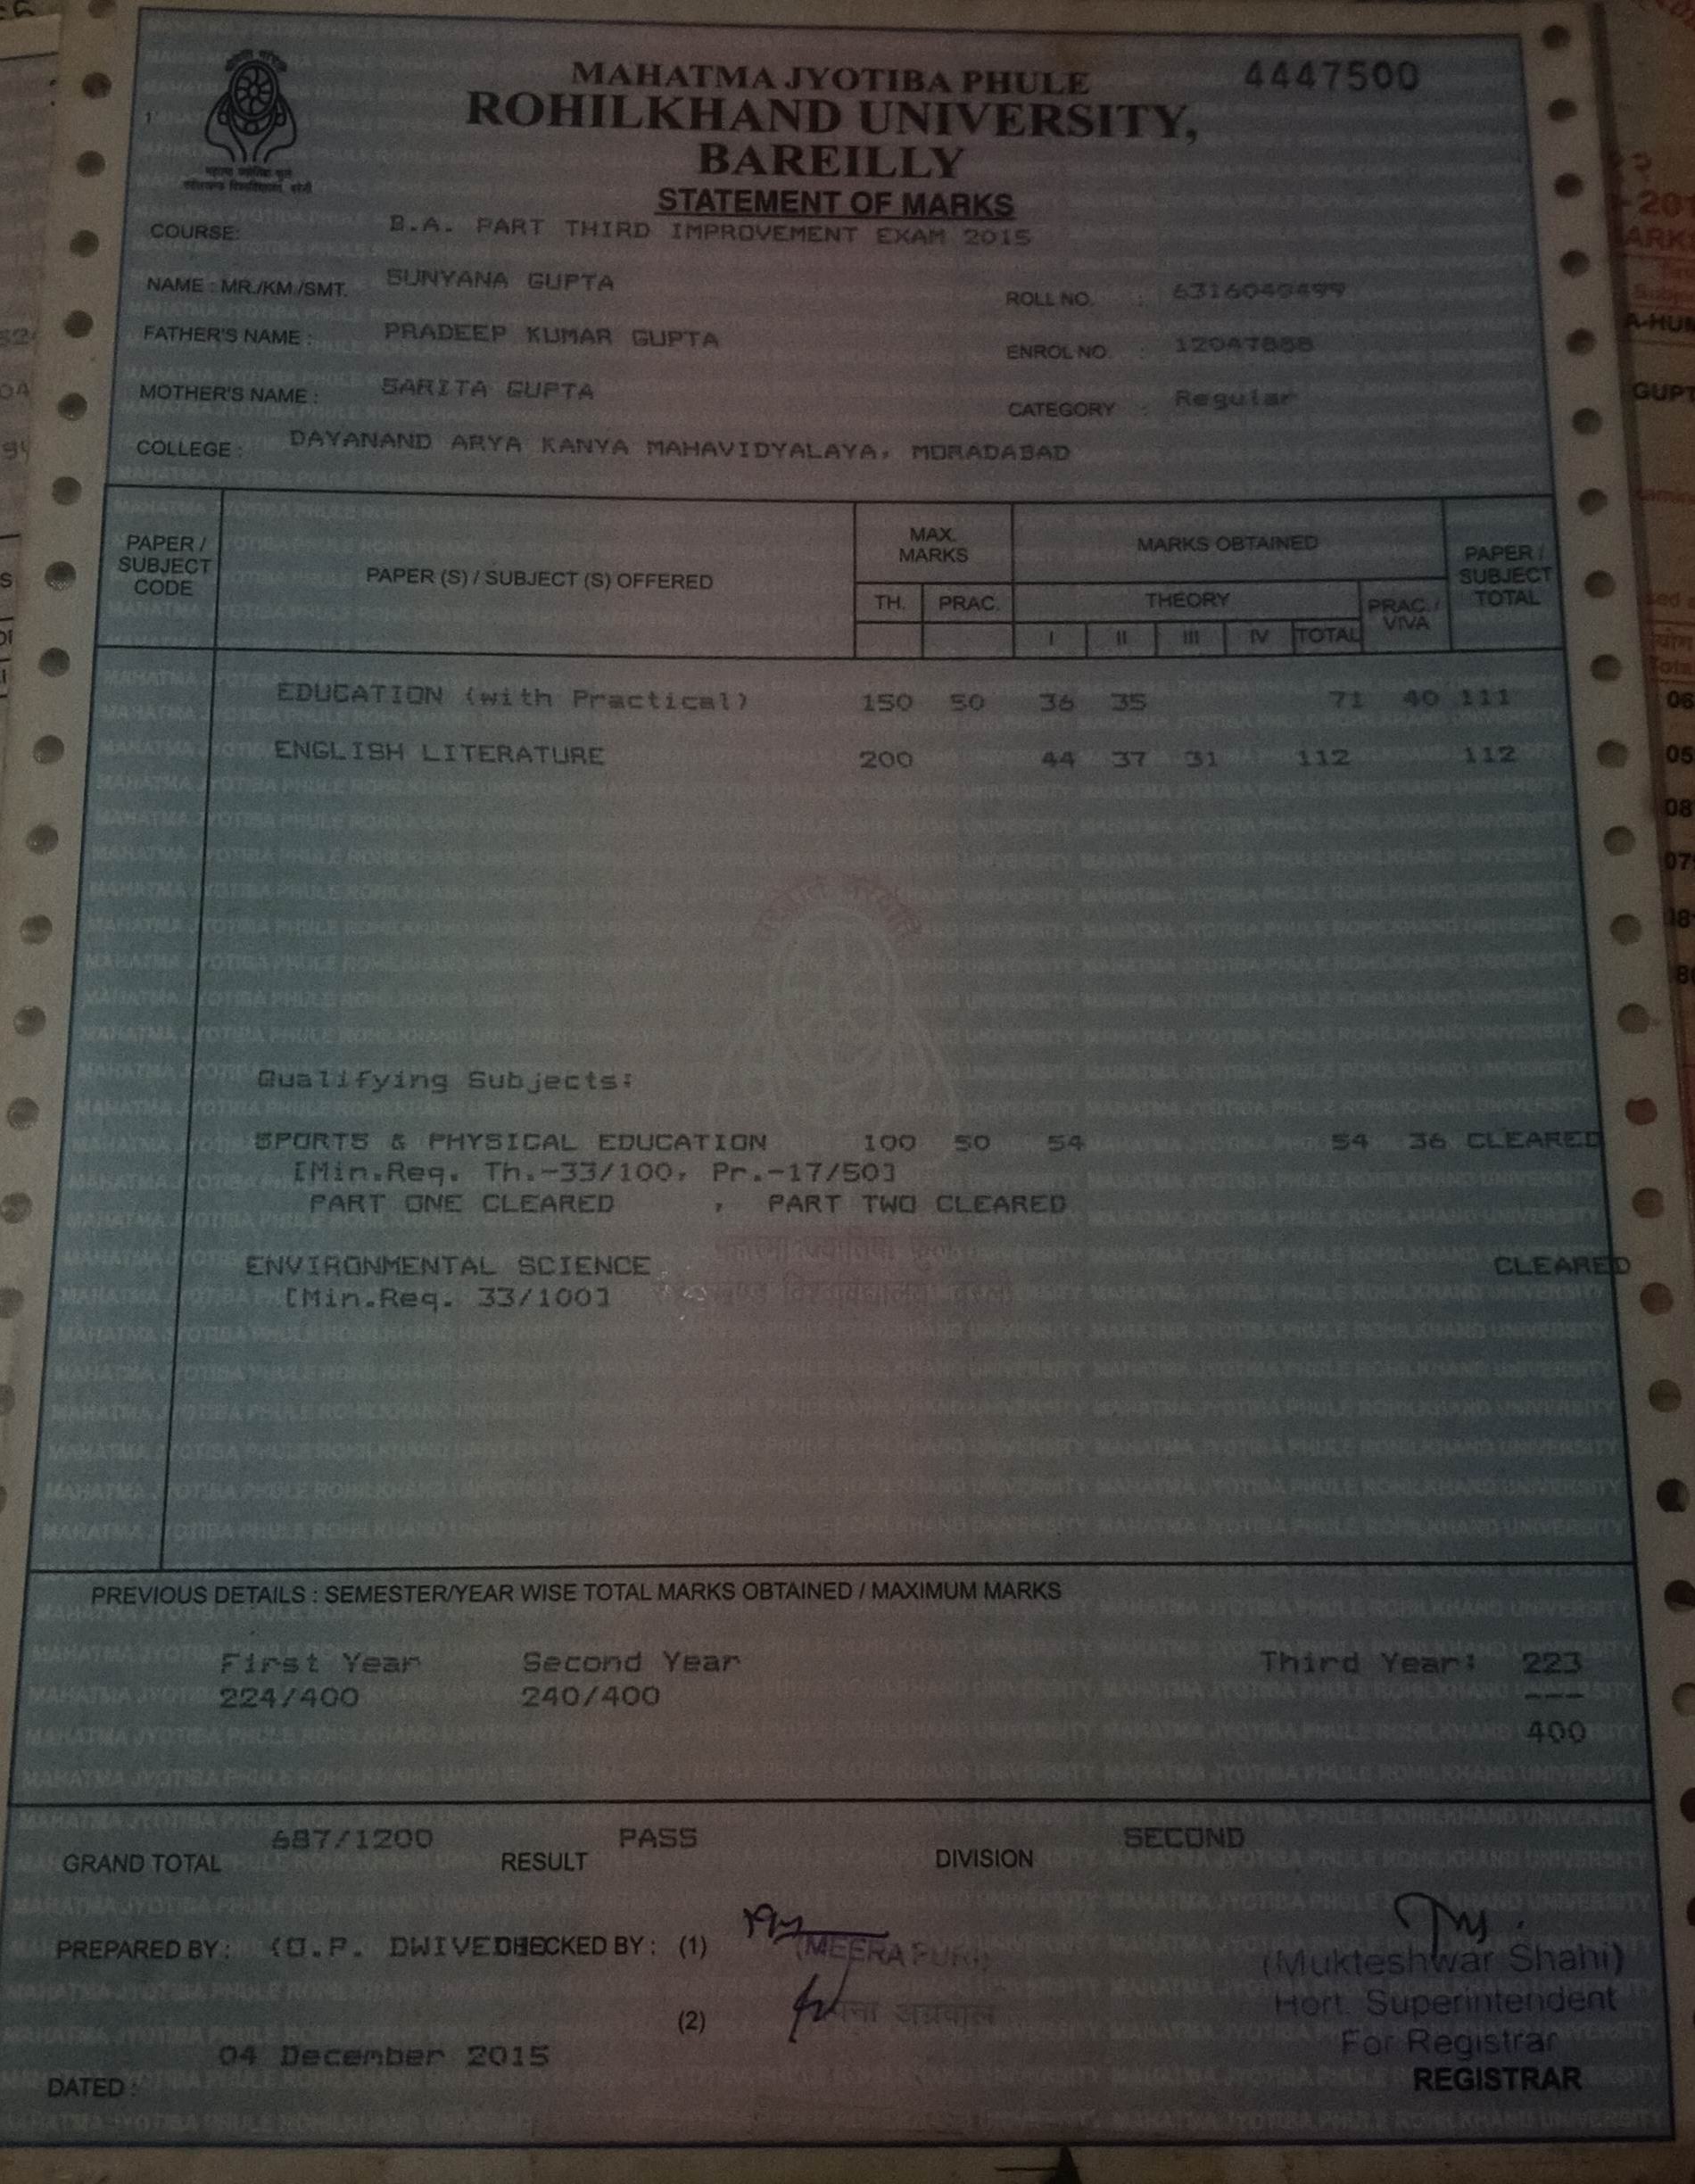 4447500
MAHATMA JYOTIBA PHULE
ROHILKHAND UNIVERSITY,
BAREILLY
STATEMENT OF MARKS
COURSE: B.A. PART THIRD IMPROVEMENT EXAM 2015
NAME : MR./KM./SMT. SUNYANA GUPTA
ROLL NO. : 6316049499
FATHER'S NAME : PRADEEP KUMAR GUPTA
ENROL NO. : 12047888
MOTHER'S NAME : SARITA GUPTA
CATEGORY : Regular
COLLEGE : DAYANAND ARYA KANYA MAHAVIDYALAYA, MORADABAD
PAPER / SUBJECT CODE
PAPER (S) / SUBJECT (S) OFFERED
MAX. MARKS
MARKS OBTAINED
PAPER / SUBJECT TOTAL
TH. PRAC. THEORY PRAC. / VIVA
I II III IV TOTAL
EDUCATION (with Practical) 150 50 36 35 71 40 111
ENGLISH LITERATURE 200 44 37 31 112 112
Qualifying Subjects:
SPORTS & PHYSICAL EDUCATION 100 50 54 54 36 CLEARED
[Min.Req. Th.-33/100, Pr.-17/50]
PART ONE CLEARED , PART TWO CLEARED
ENVIRONMENTAL SCIENCE CLEARED
[Min.Req. 33/100]
PREVIOUS DETAILS : SEMESTER/YEAR WISE TOTAL MARKS OBTAINED / MAXIMUM MARKS
First Year Second Year Third Year: 223
224/400 240/400 ---
400
GRAND TOTAL 687/1200 RESULT PASS DIVISION SECOND
PREPARED BY : (O.P. DWIVEDI) CHECKED BY : (1) (MEERA PURI)
(Mukteshwar Shahi)
(2) अग्रवाल
Hort. Superintendent
For Registrar
REGISTRAR
DATED : 04 December 2015